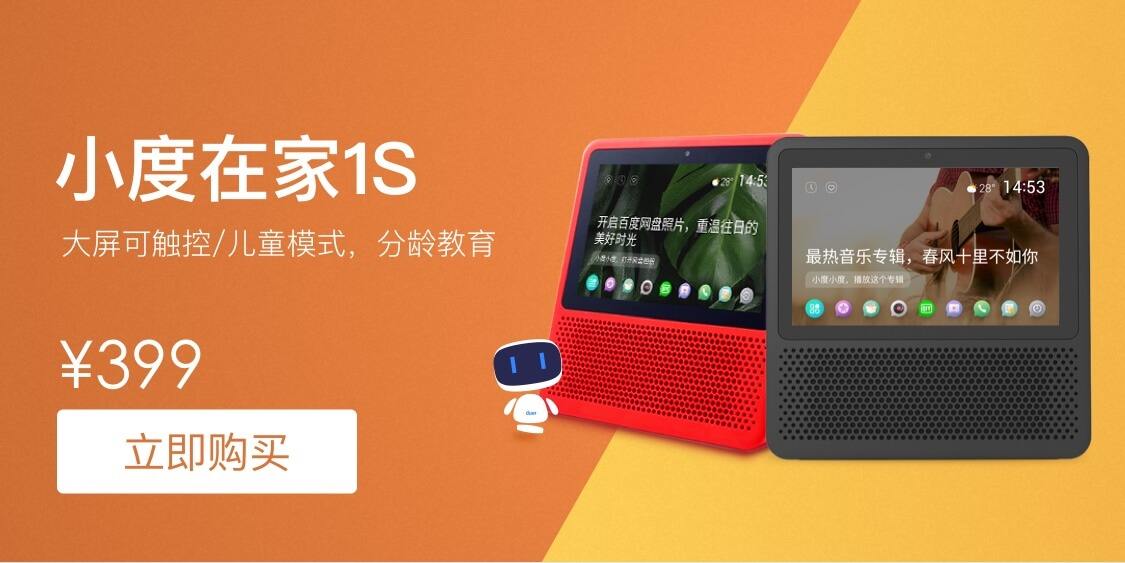 小度在家1S
大屏可触控/儿童模式，分龄教育
¥399
立即购买
28° 14:53
开启百度网盘照片，重温往日的
美好时光
小度小度，打开网盘相册
28° 14:53
最热音乐专辑，春风十里不如你
小度小度，播放这个专辑